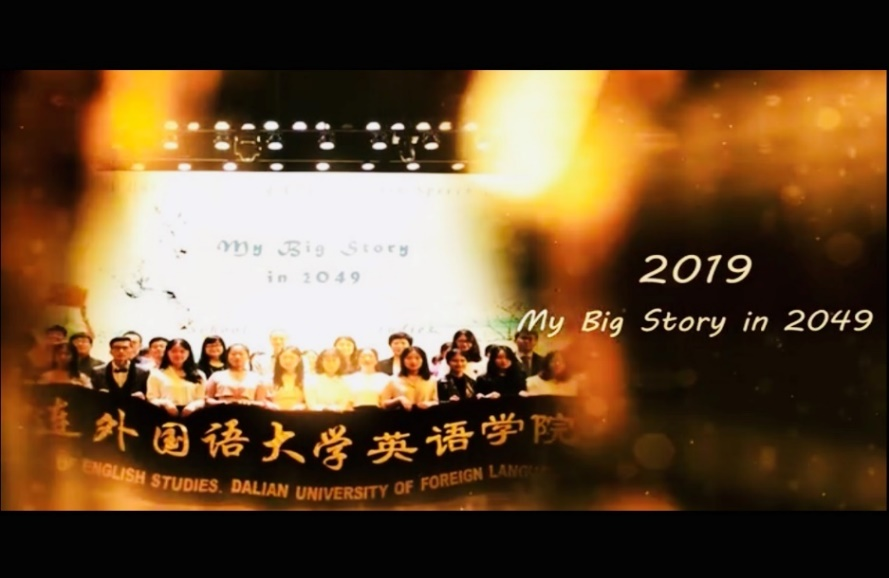 My Big Story
in 2049
2019
My Big Story in 2049
连外国语大学英语学院
ENGLISH STUDIES. DALIAN UNIVERSITY OF FOREIGN